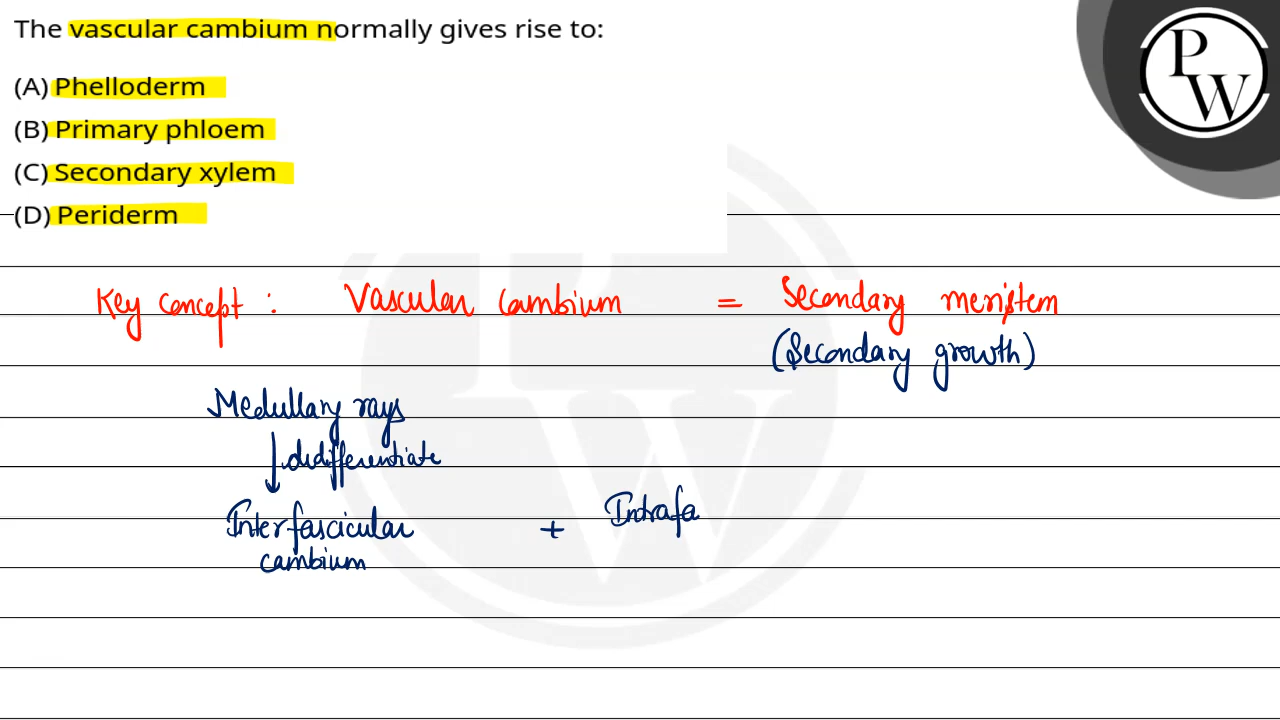 The vascular cambium normally gives rise to:
(A) Phelloderm
(B) Primary phloem
(C) Secondary xylem
(D) Periderm
P
W
Key concept : Vascular cambium = Secondary meristem
(Secondary growth)
Medullary rays
dedifferentiate
Interfascicular + Intrafa
cambium